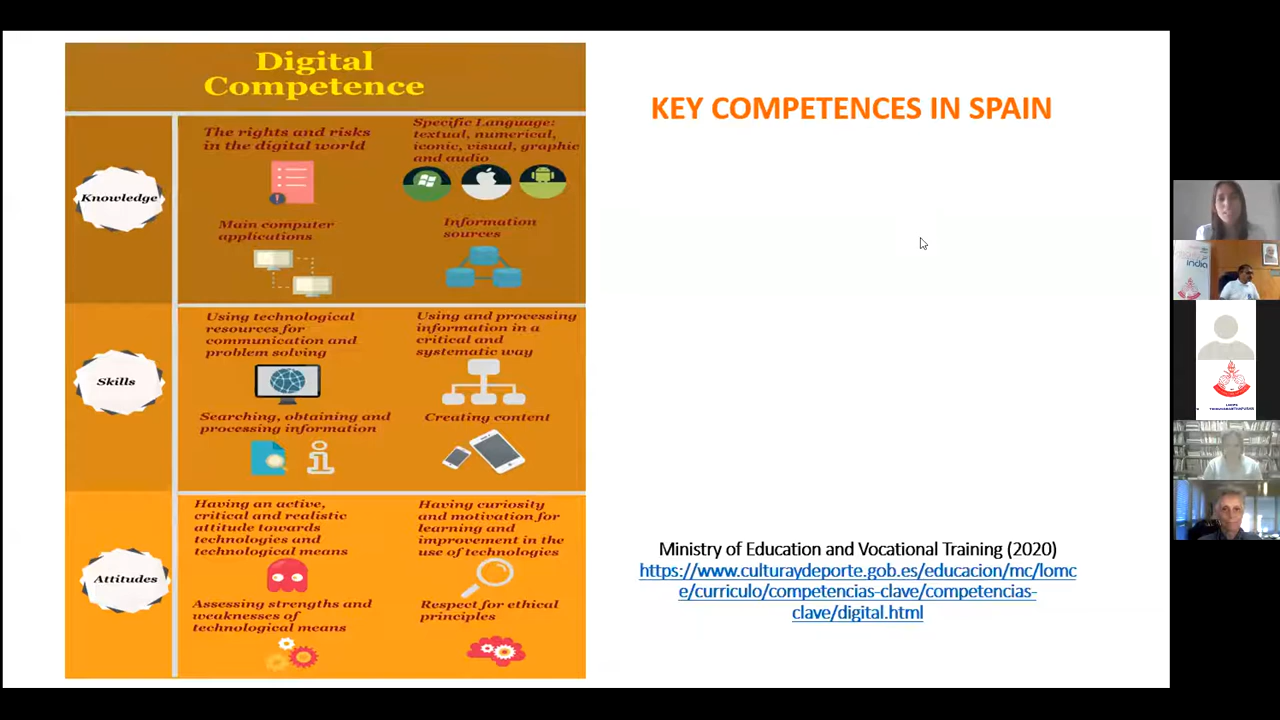 Digital
Competence
Knowledge
The rights and risks
in the digital world
Specific Language:
textual, numerical,
iconic, visual, graphic
and audio
Main computer
applications
Information
sources
Skills
Using technological
resources for
communication and
problem solving
Using and processing
information in a
critical and
systematic way
Searching, obtaining and
processing information
Creating content
Attitudes
Having an active,
critical and realistic
attitude towards
technologies and
technological means
Having curiosity
and motivation for
learning and
improvement in the
use of technologies
Assessing strengths and
weaknesses of
technological means
Respect for ethical
principles
KEY COMPETENCES IN SPAIN
Ministry of Education and Vocational Training (2020)
https://www.culturaydeporte.gob.es/educacion/mc/lomc
e/curriculo/competencias-clave/competencias-
clave/digital.html
india